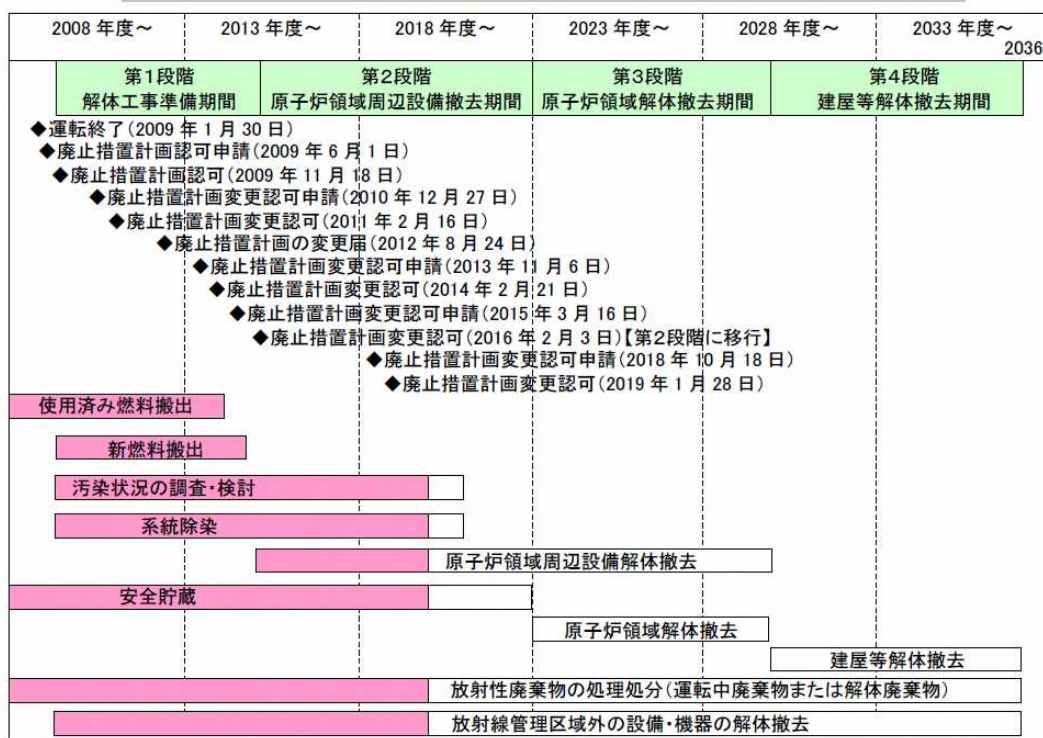 2008 年度～ 2013 年度～ 2018 年度～ 2023 年度～ 2028 年度～ 2033 年度～
2036
第1段階 第2段階 第3段階 第4段階
解体工事準備期間 原子炉領域周辺設備撤去期間 原子炉領域解体撤去期間 建屋等解体撤去期間
◆運転終了(2009 年 1 月 30 日)
◆廃止措置計画認可申請(2009 年 6 月 1 日)
◆廃止措置計画認可(2009 年 11 月 18 日)
◆廃止措置計画変更認可申請(2010 年 12 月 27 日)
◆廃止措置計画変更認可(2011 年 2 月 16 日)
◆廃止措置計画の変更届(2012 年 8 月 24 日)
◆廃止措置計画変更認可申請(2013 年 11 月 6 日)
◆廃止措置計画変更認可(2014 年 2 月 21 日)
◆廃止措置計画変更認可申請(2015 年 3 月 16 日)
◆廃止措置計画変更認可(2016 年 2 月 3 日)【第2段階に移行】
◆廃止措置計画変更認可申請(2018 年 10 月 18 日)
◆廃止措置計画変更認可(2019 年 1 月 28 日)
使用済み燃料搬出
新燃料搬出
汚染状況の調査・検討
系統除染
原子炉領域周辺設備解体撤去
安全貯蔵
原子炉領域解体撤去
建屋等解体撤去
放射性廃棄物の処理処分(運転中廃棄物または解体廃棄物)
放射線管理区域外の設備・機器の解体撤去